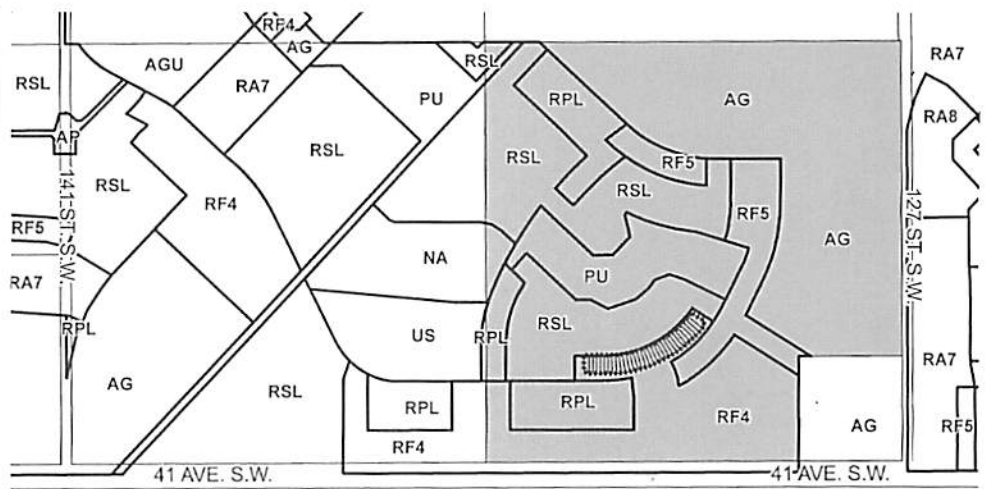 RF4
AG
RSL
AGU
RA7
RSL
PU
RPL
AG
RA7
RSL
RA8
AP
RSL
RSL
RF5
141 ST. S.W.
RSL
RF4
RSL
RF5
127 ST. S.W.
RF5
AG
NA
PU
RA7
RPL
US
RPL
RSL
RA7
AG
RSL
RPL
RPL
RF4
AG
RF5
RF4
41 AVE. S.W.
41 AVE. S.W.